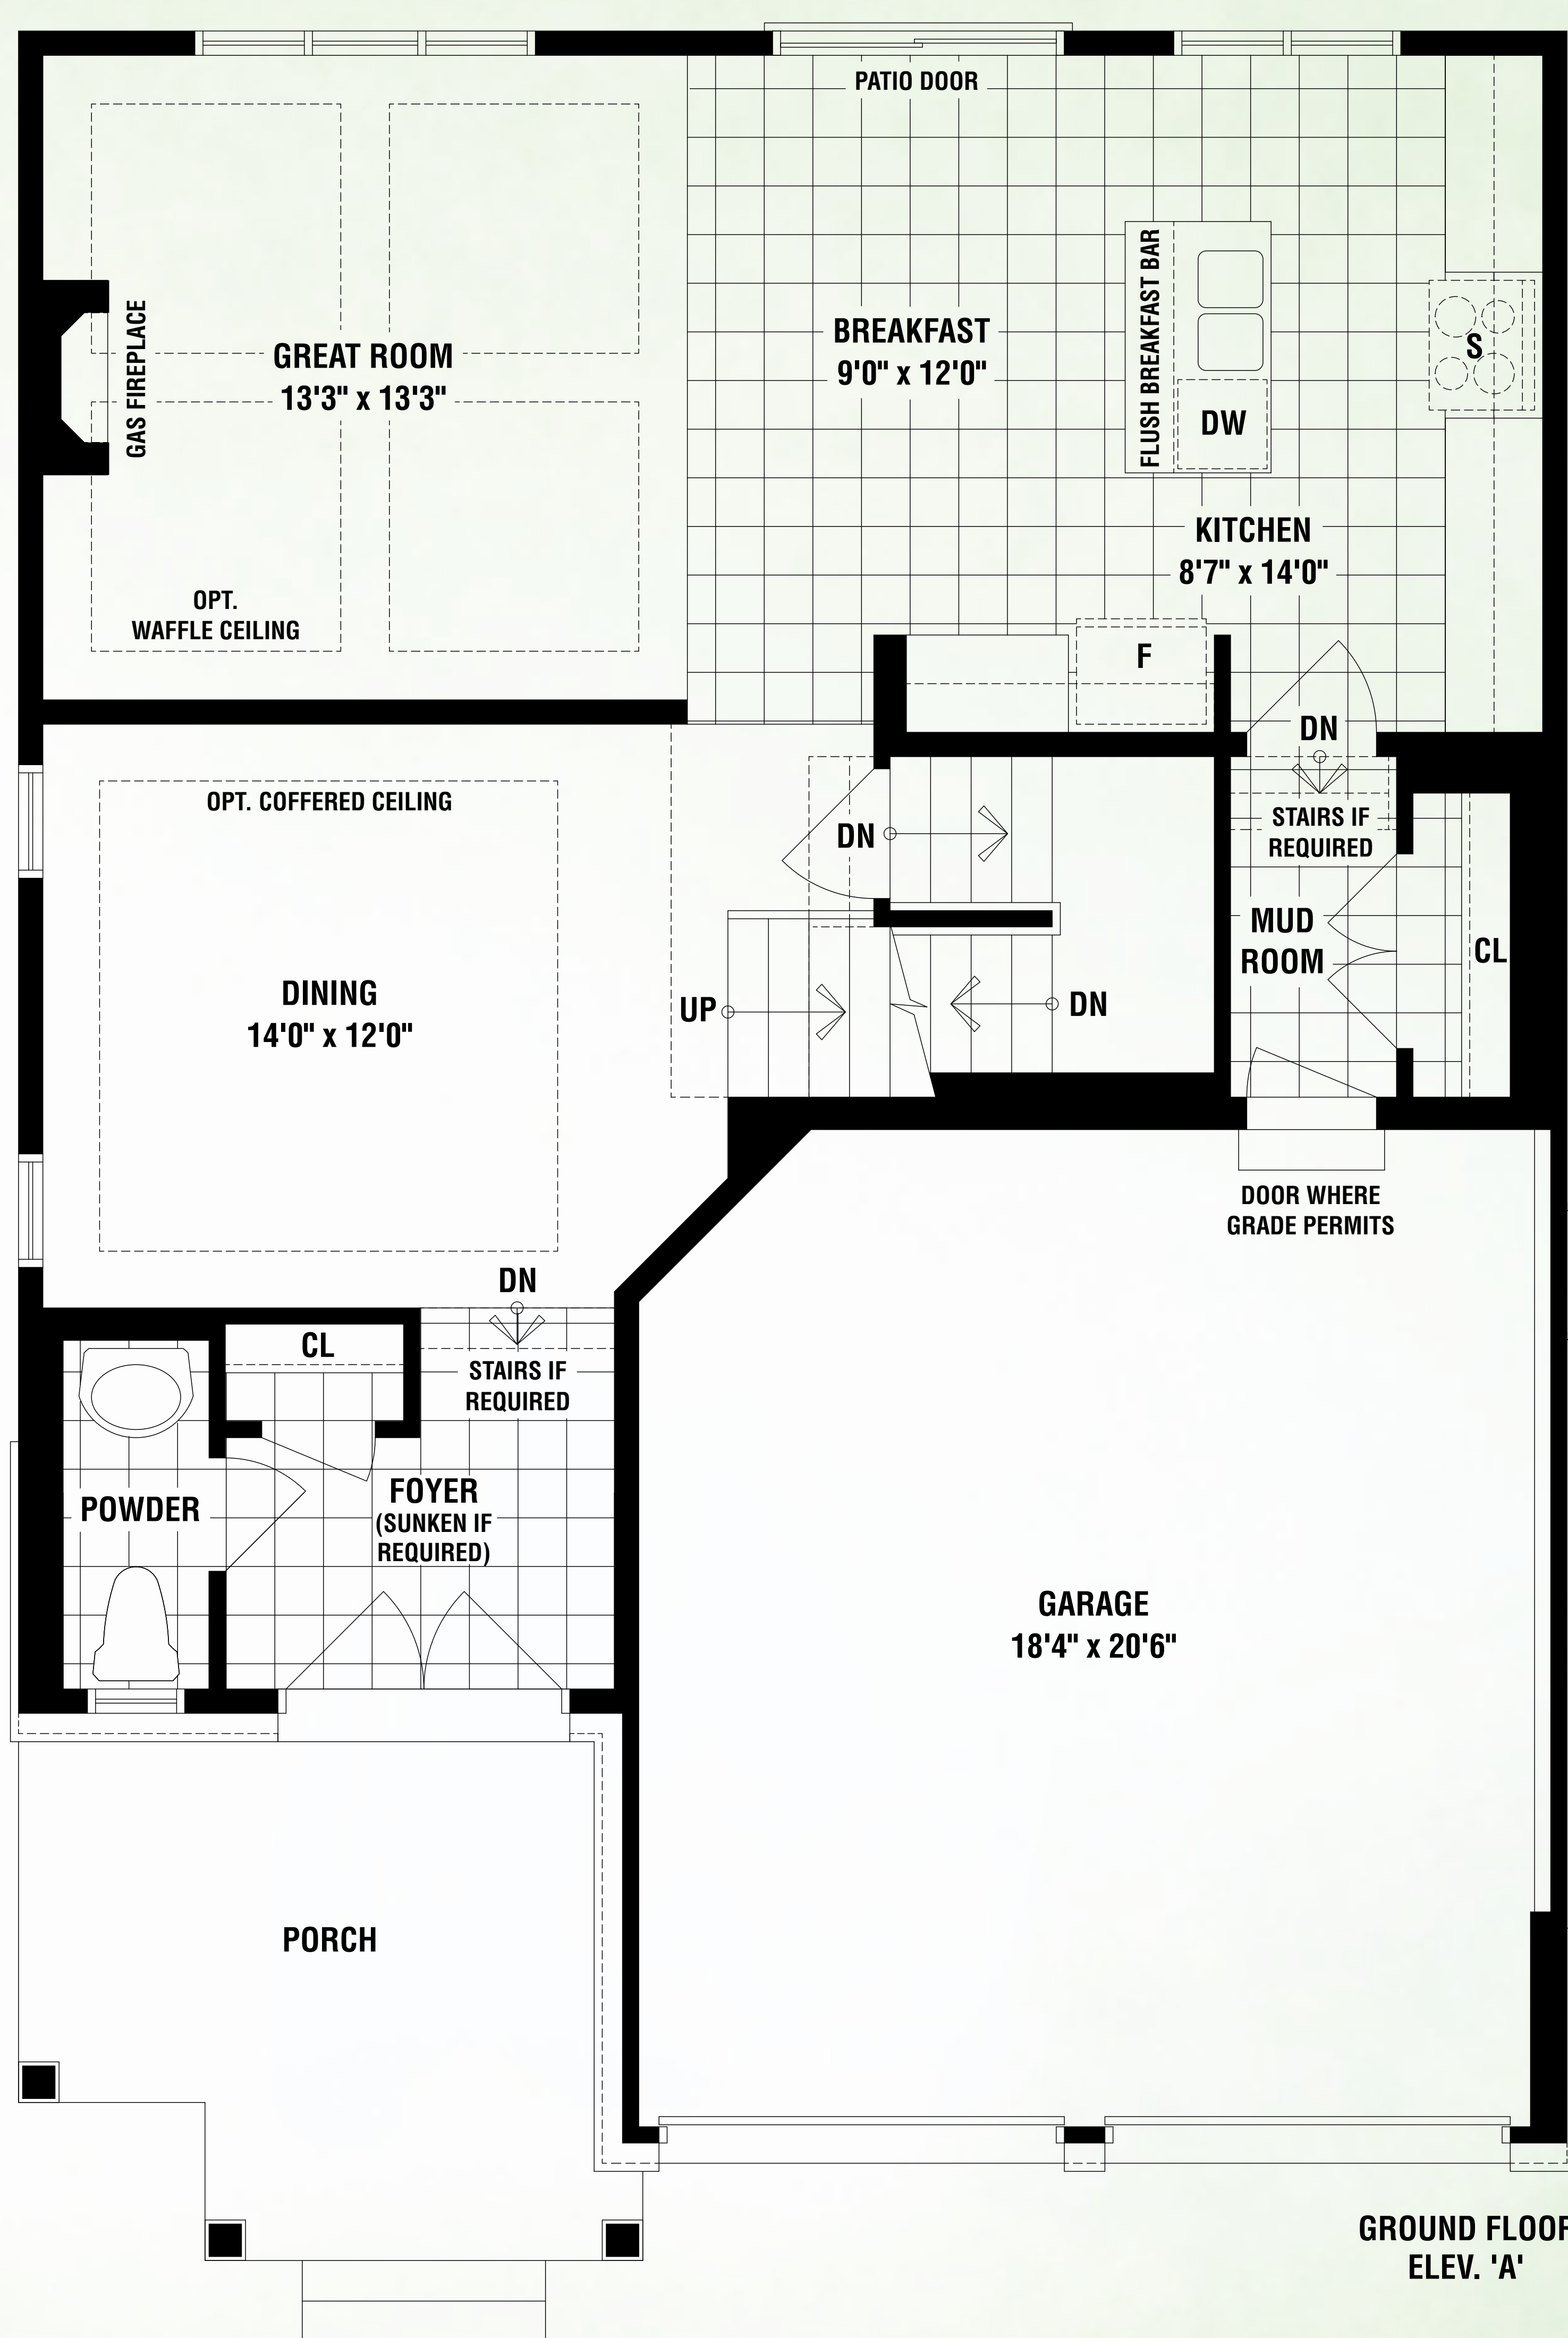 PATIO DOOR
FLUSH BREAKFAST BAR
GAS FIREPLACE
GREAT ROOM
13'3" x 13'3"
BREAKFAST
9'0" x 12'0"
S
DW
KITCHEN
8'7" x 14'0"
OPT.
WAFFLE CEILING
F
DN
OPT. COFFERED CEILING
DN
STAIRS IF
REQUIRED
MUD
ROOM
CL
DINING
14'0" x 12'0"
UP
DN
DOOR WHERE
GRADE PERMITS
DN
CL
STAIRS IF
REQUIRED
POWDER
FOYER
(SUNKEN IF
REQUIRED)
GARAGE
18'4" x 20'6"
PORCH
GROUND FLOOR
ELEV. 'A'